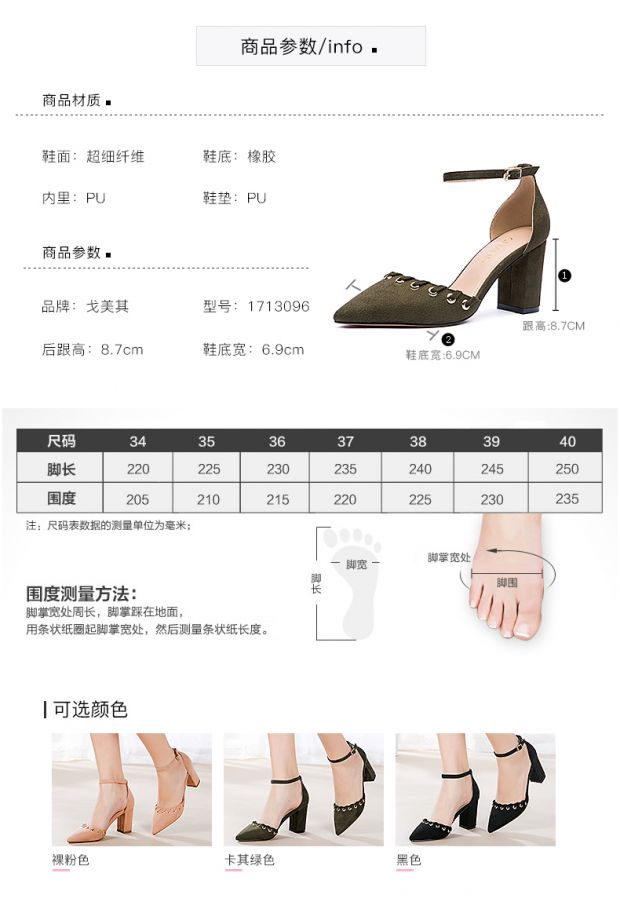 商品参数/info
商品材质
鞋面：超细纤维 鞋底：橡胶
内里：PU 鞋垫：PU
商品参数
品牌：戈美其 型号：1713096
后跟高：8.7cm 鞋底宽：6.9cm
1
跟高:8.7CM
2
鞋底宽:6.9CM
尺码 34 35 36 37 38 39 40
脚长 220 225 230 235 240 245 250
围度 205 210 215 220 225 230 235
注：尺码表数据的测量单位为毫米；
脚宽
脚长
脚掌宽处
脚围
围度测量方法：
脚掌宽处周长，脚掌踩在地面，
用条状纸圈起脚掌宽处，然后测量条状纸长度。
可选颜色
裸粉色 卡其绿色 黑色